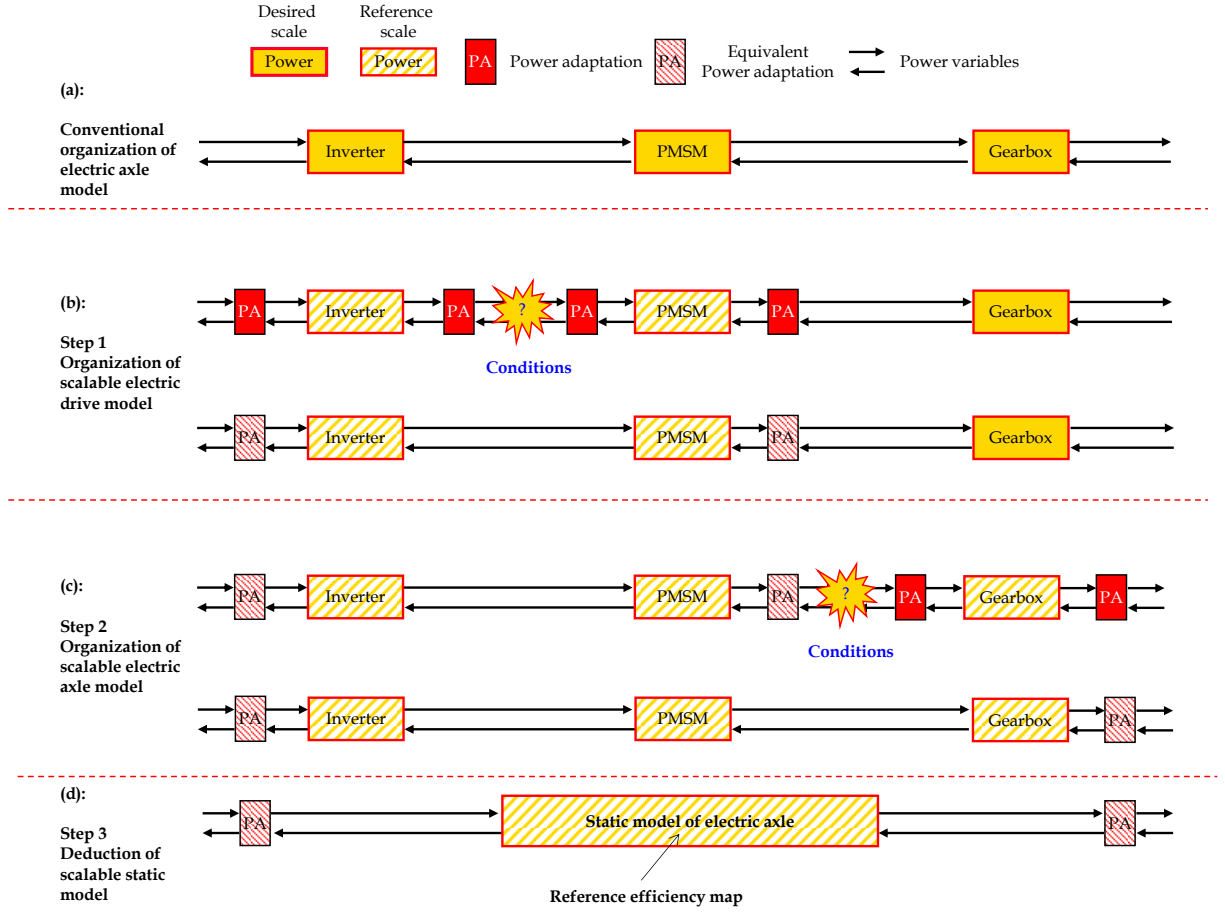 Desired
scale
Reference
scale
Power
Power
PA
Power adaptation
PA
Equivalent
Power adaptation
Power variables
(a):
Conventional
organization of
electric axle
model
Inverter
PMSM
Gearbox
(b):
Step 1
Organization of
scalable electric
drive model
PA
Inverter
PA
?
PA
PMSM
PA
Gearbox
Conditions
PA
Inverter
PMSM
PA
Gearbox
(c):
Step 2
Organization of
scalable electric
axle model
PA
Inverter
PMSM
PA
?
PA
Gearbox
PA
Conditions
PA
Inverter
PMSM
Gearbox
PA
(d):
Step 3
Deduction of
scalable static
model
PA
Static model of electric axle
PA
Reference efficiency map